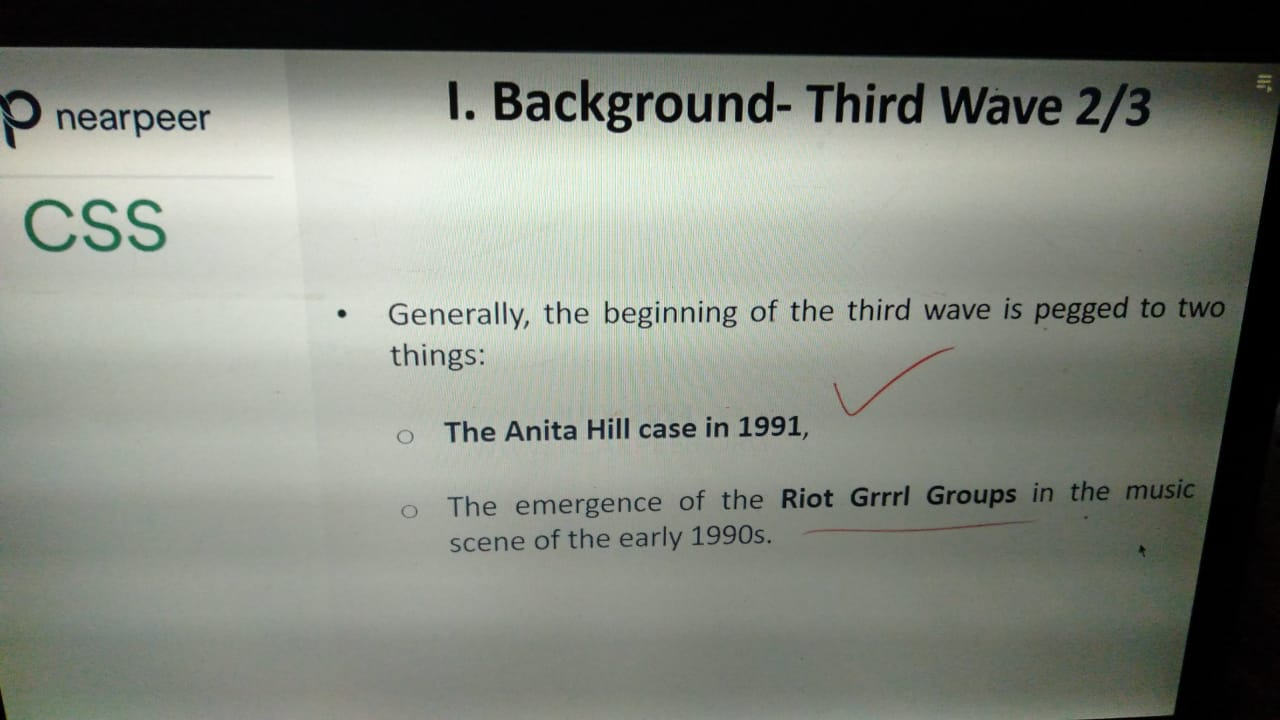 nearpeer
CSS
I. Background- Third Wave 2/3
• Generally, the beginning of the third wave is pegged to two
things:
○ The Anita Hill case in 1991,
○ The emergence of the Riot Grrrl Groups in the music
scene of the early 1990s.